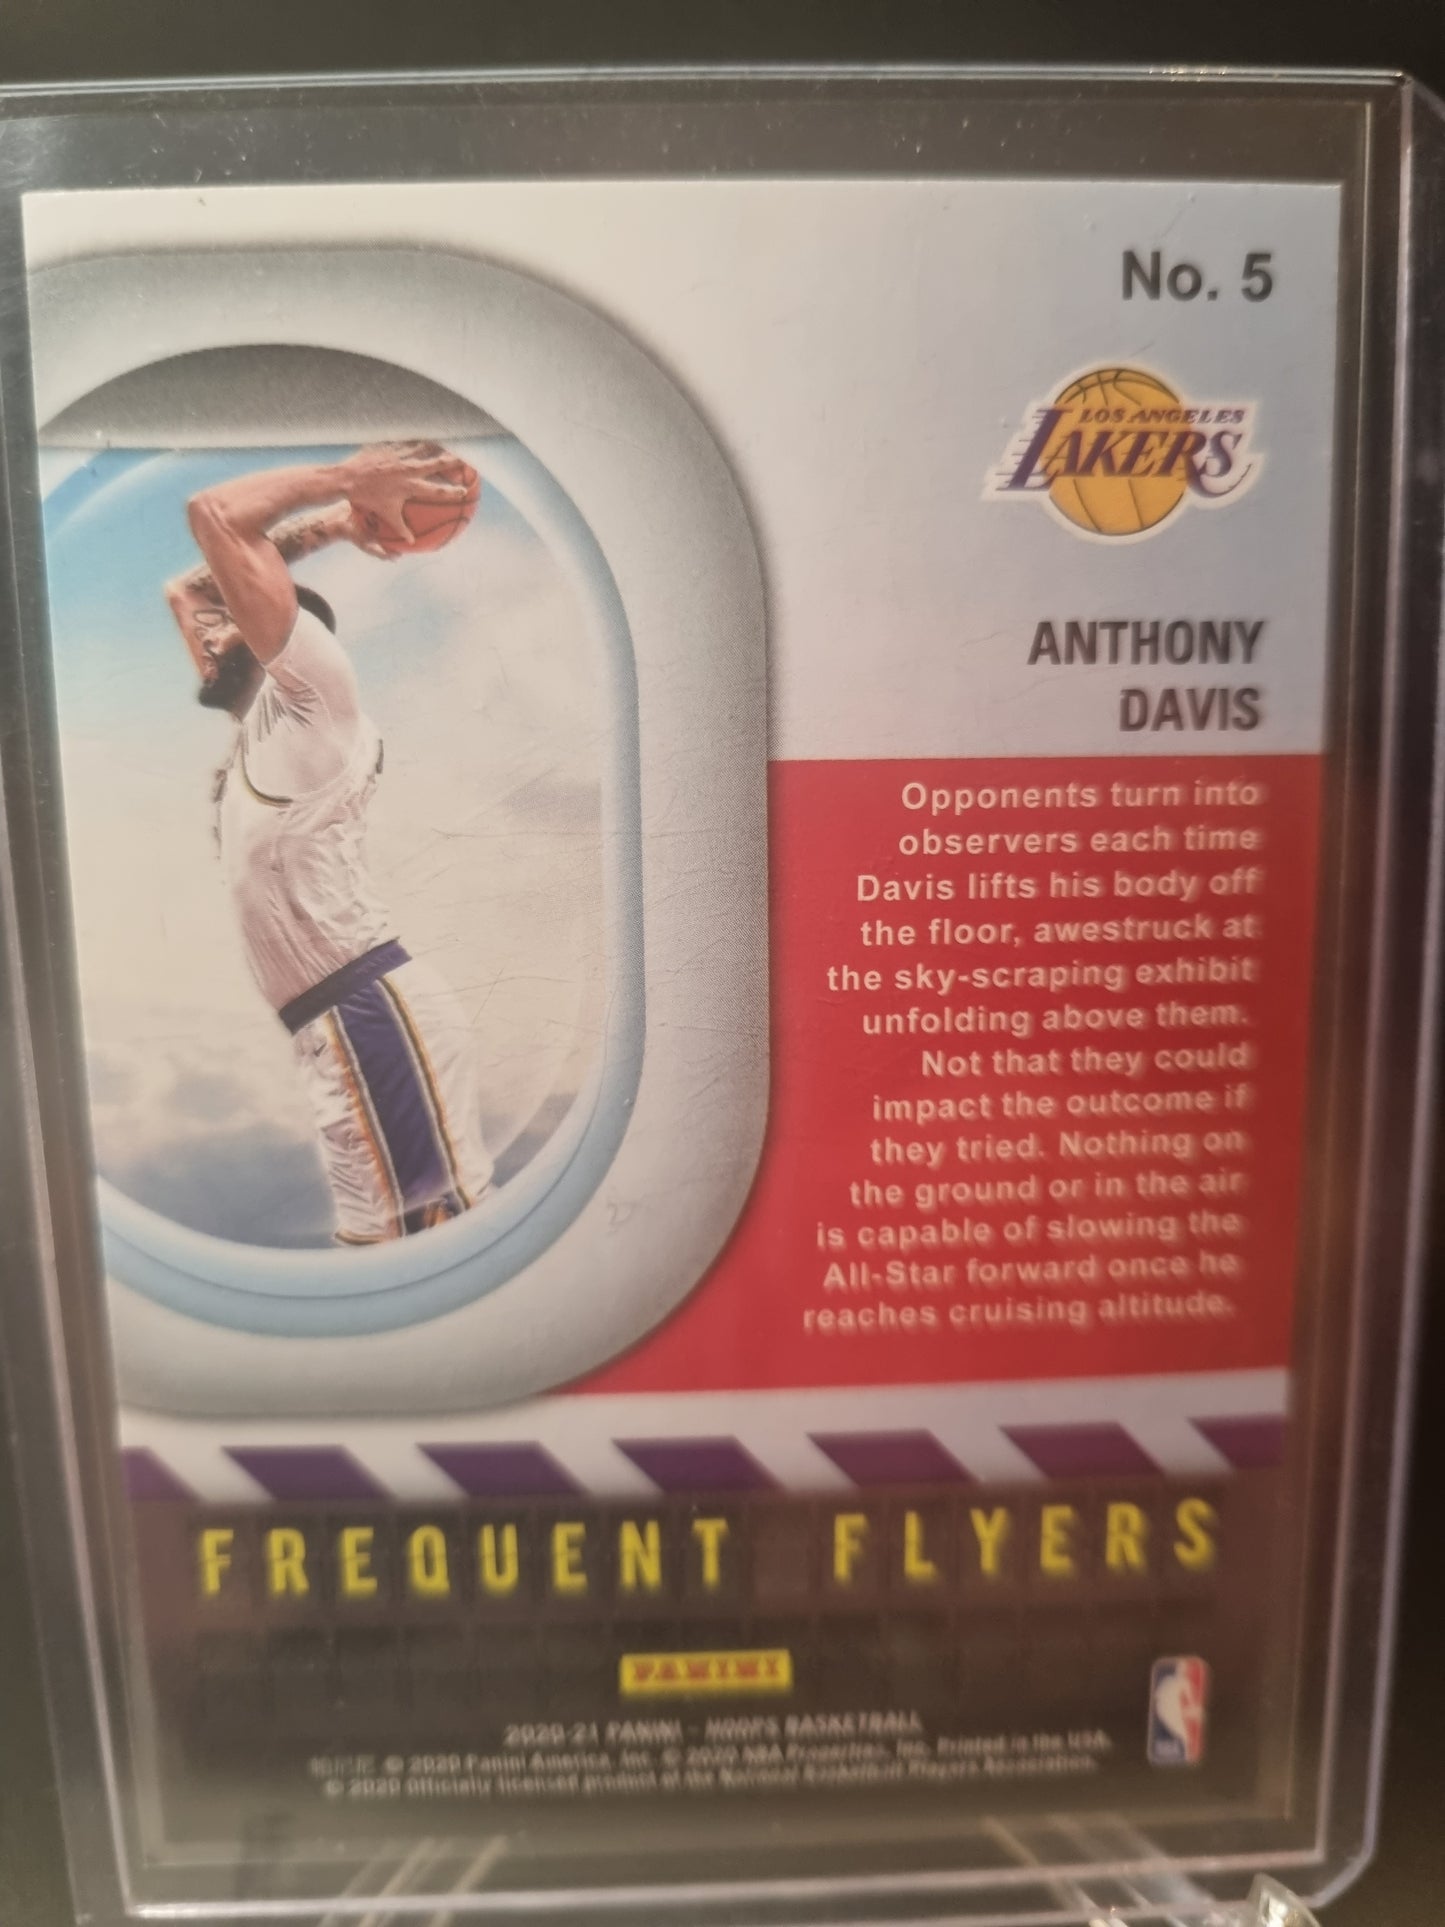 No. 5
LOS ANGELES
LAKERS
ANTHONY
DAVIS
Opponents turn into
observers each time
Davis lifts his body off
the floor, awestruck at
the sky-scraping exhibit
unfolding above them.
Not that they could
impact the outcome if
they tried. Nothing on
the ground or in the air
is capable of slowing the
All-Star forward once he
reaches cruising altitude.
FREQUENT FLYERS
PANINI
2020-21 PANINI - HOOPS BASKETBALL
© 2020 Panini America, Inc. © 2020 NBA Properties, Inc. Printed in the USA.
© 2020 Officially licensed product of the National Basketball Players Association.